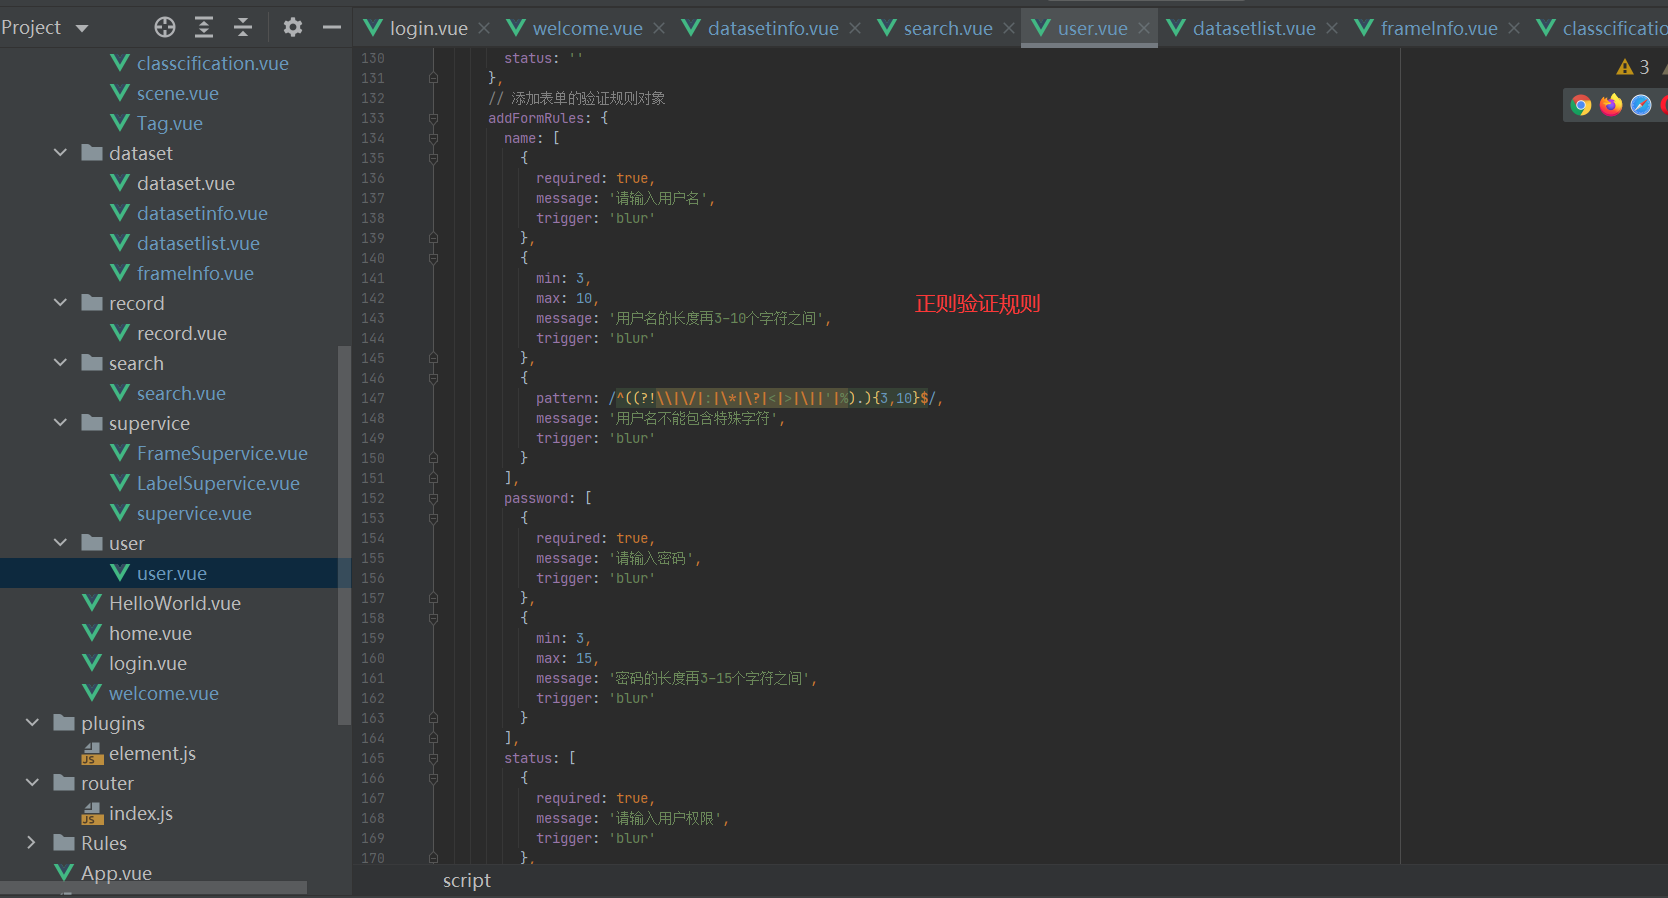 Project
login.vue welcome.vue datasetinfo.vue search.vue user.vue datasetlist.vue frameInfo.vue classcificatio
classcification.vue
scene.vue
Tag.vue
dataset
dataset.vue
datasetinfo.vue
datasetlist.vue
frameInfo.vue
record
record.vue
search
search.vue
supervice
FrameSupervice.vue
LabelSupervice.vue
supervice.vue
user
user.vue
HelloWorld.vue
home.vue
login.vue
welcome.vue
plugins
element.js
router
index.js
Rules
App.vue
3
130 status: ''
131 },
132 // 添加表单的验证规则对象
133 addFormRules: {
134 name: [
135 {
136 required: true,
137 message: '请输入用户名',
138 trigger: 'blur'
139 },
140 {
141 min: 3,
142 max: 10,
143 message: '用户名的长度再3-10个字符之间',
144 trigger: 'blur'
145 },
146 {
147 pattern: /^((?!\\|\/|:|\*|\?|<|>|\||'|%).){3,10}$/,
148 message: '用户名不能包含特殊字符',
149 trigger: 'blur'
150 }
151 ],
152 password: [
153 {
154 required: true,
155 message: '请输入密码',
156 trigger: 'blur'
157 },
158 {
159 min: 3,
160 max: 15,
161 message: '密码的长度再3-15个字符之间',
162 trigger: 'blur'
163 }
164 ],
165 status: [
166 {
167 required: true,
168 message: '请输入用户权限',
169 trigger: 'blur'
170 },
正则验证规则
script